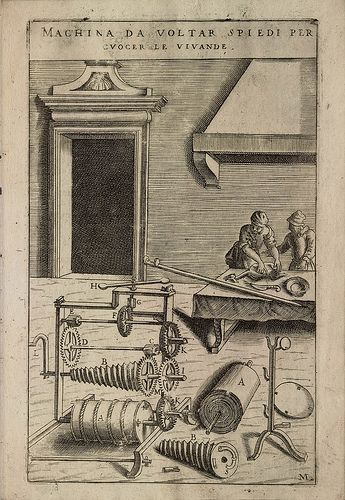 MACHINA DA VOLTAR SPIEDI PER
CVOCER LE VIVANDE.
H
G
E
D
C
K
I
B
A
K
A
B
M